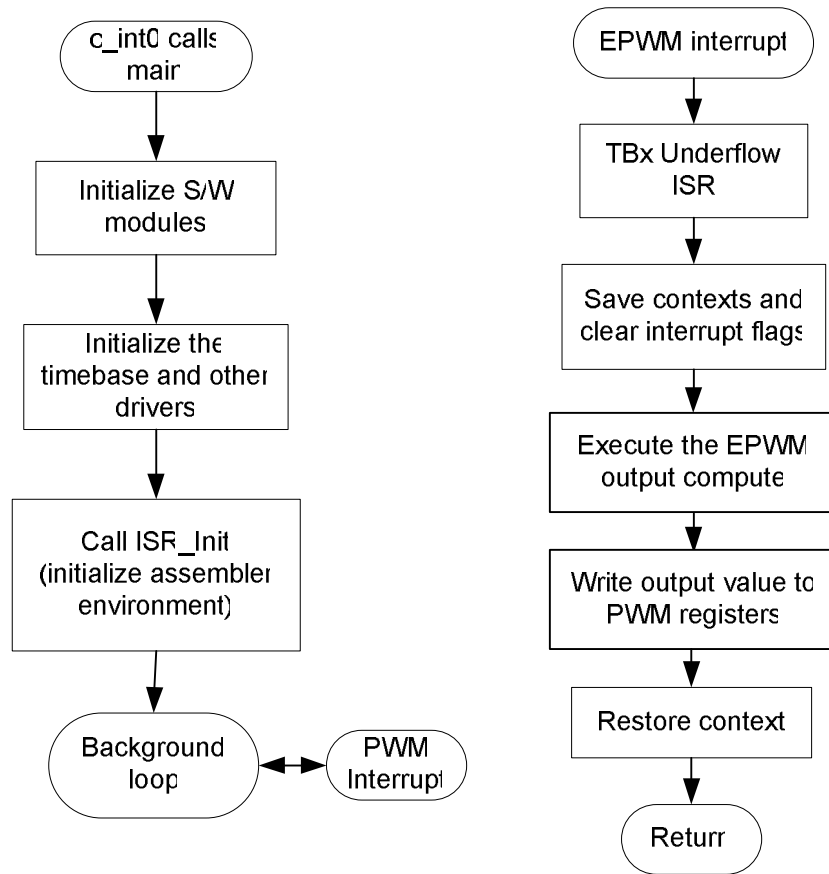 c_int0 calls
main
Initialize S/W
modules
Initialize the
timebase and other
drivers
Call ISR_Init
(initialize assembler
environment)
Background
loop
PWM
Interrupt
EPWM interrupt
TBx Underflow
ISR
Save contexts and
clear interrupt flags
Execute the EPWM
output compute
Write output value to
PWM registers
Restore context
Return